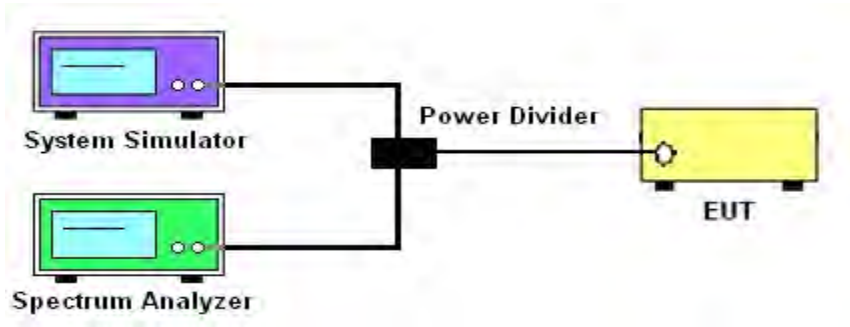 System Simulator
Power Divider
EUT
Spectrum Analyzer